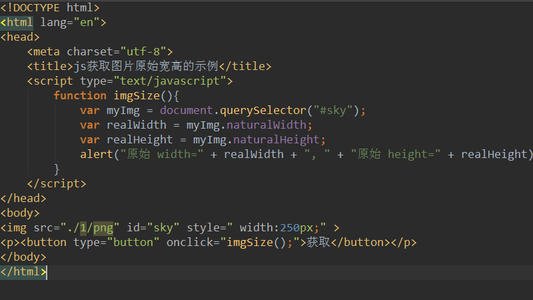 <!DOCTYPE html>
<html lang="en">
<head>
    <meta charset="utf-8">
    <title>js获取图片原始宽高的示例</title>
    <script type="text/javascript">
        function imgSize(){
            var myImg = document.querySelector("#sky");
            var realWidth = myImg.naturalWidth;
            var realHeight = myImg.naturalHeight;
            alert("原始 width=" + realWidth + ", " + "原始 height=" + realHeight)
        }
    </script>
</head>
<body>
<img src="./1/png" id="sky" style=" width:250px;" >
<p><button type="button" onclick="imgSize();">获取</button></p>
</body>
</html>